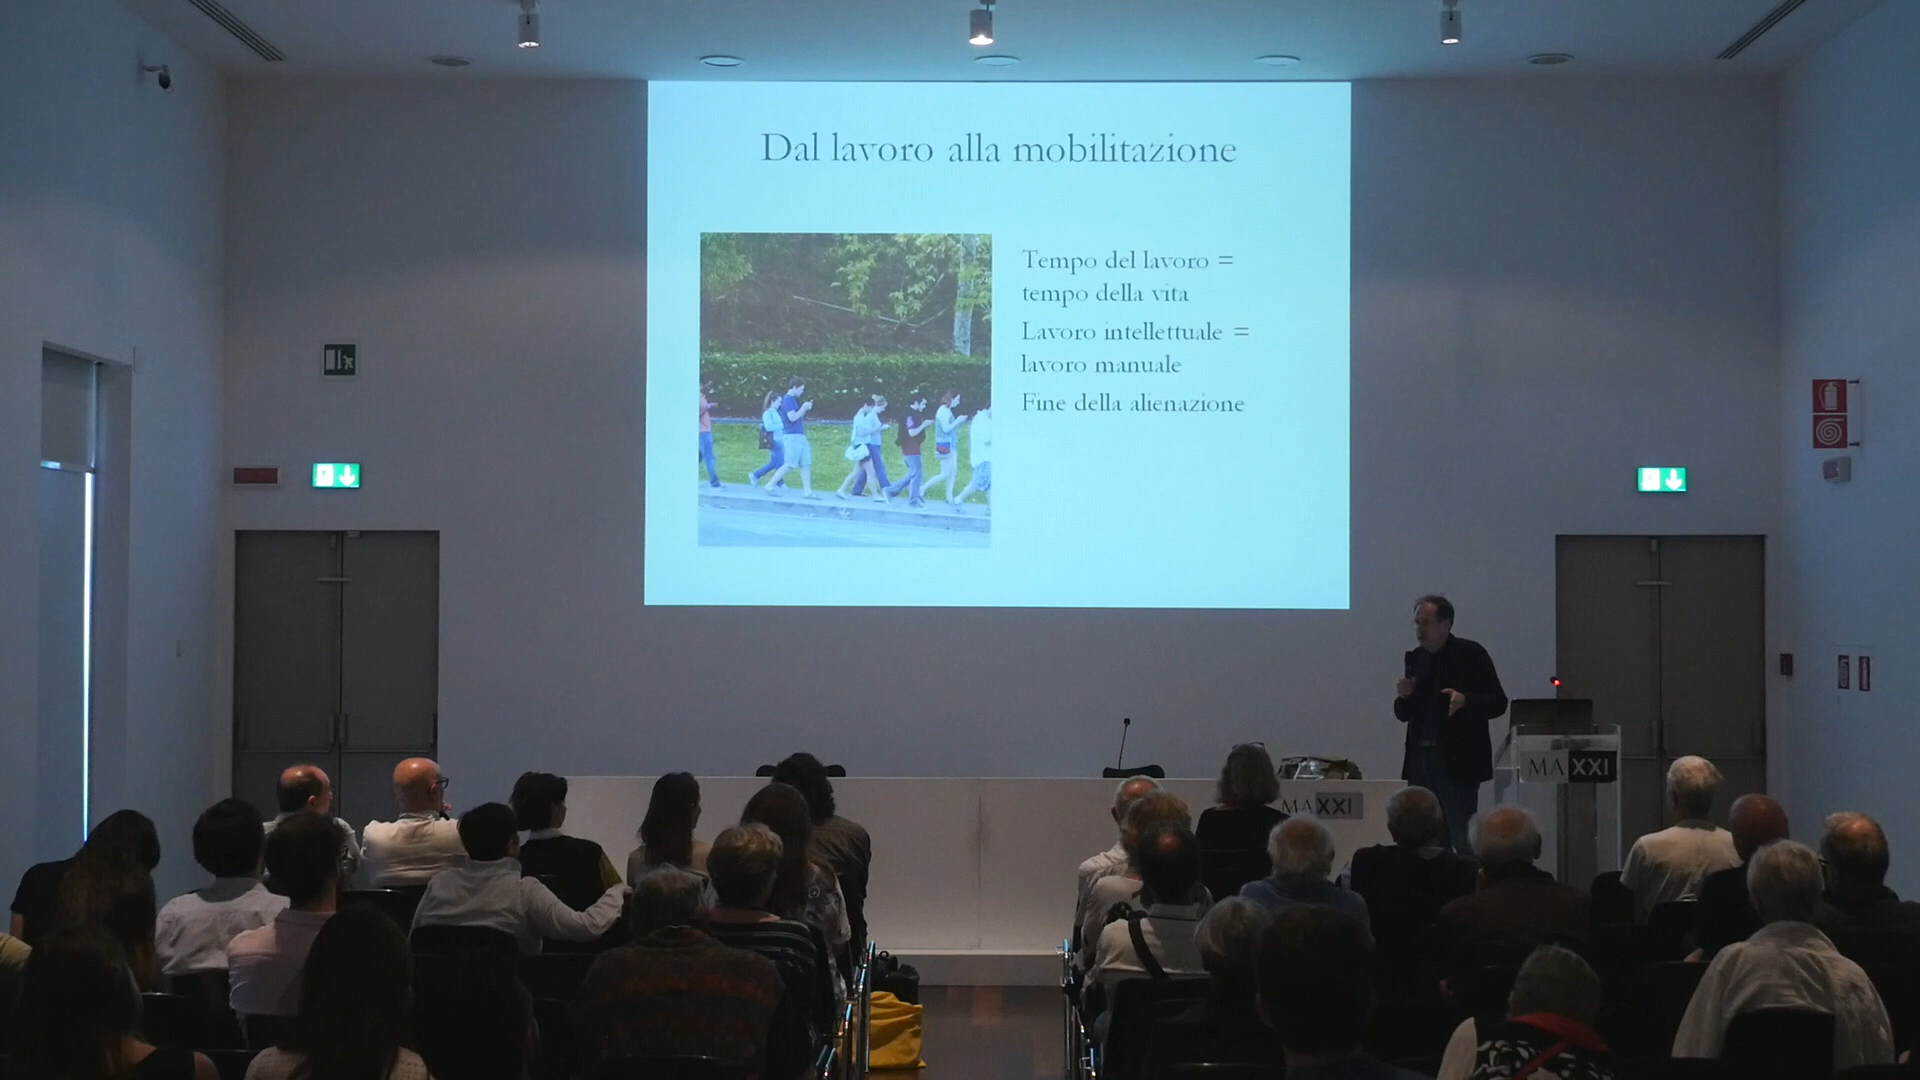 Dal lavoro alla mobilitazione
Tempo del lavoro =
tempo della vita
Lavoro intellettuale =
lavoro manuale
Fine della alienazione
MAXXI
MAXXI